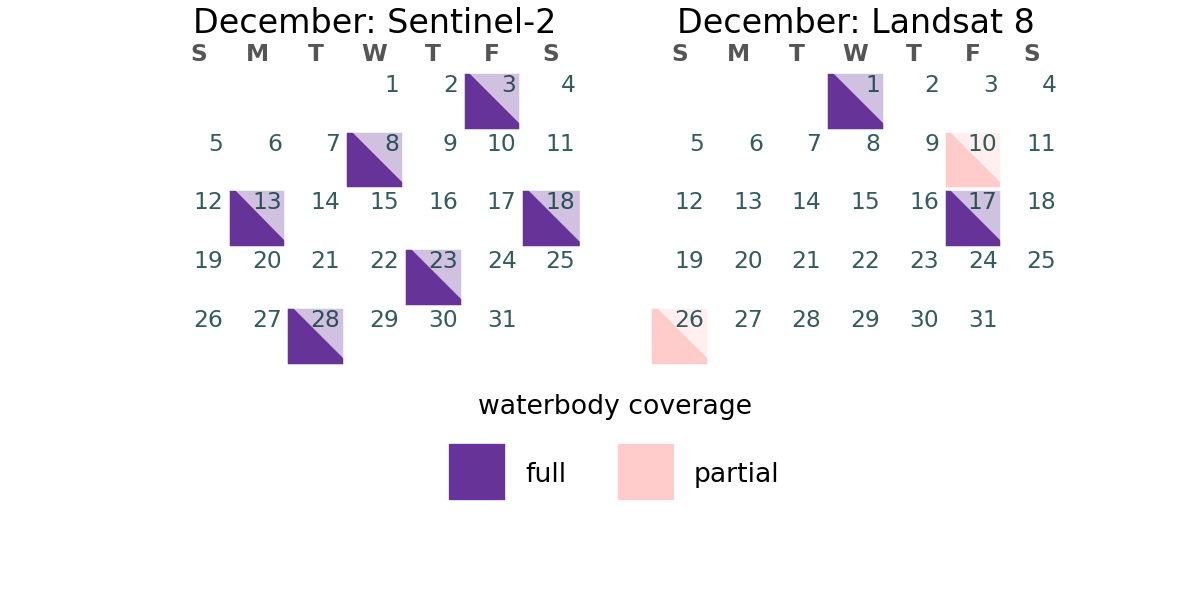 December: Sentinel-2
S M T W T F S
1 2 3 4
5 6 7 8 9 10 11
12 13 14 15 16 17 18
19 20 21 22 23 24 25
26 27 28 29 30 31
December: Landsat 8
S M T W T F S
1 2 3 4
5 6 7 8 9 10 11
12 13 14 15 16 17 18
19 20 21 22 23 24 25
26 27 28 29 30 31
waterbody coverage
full partial